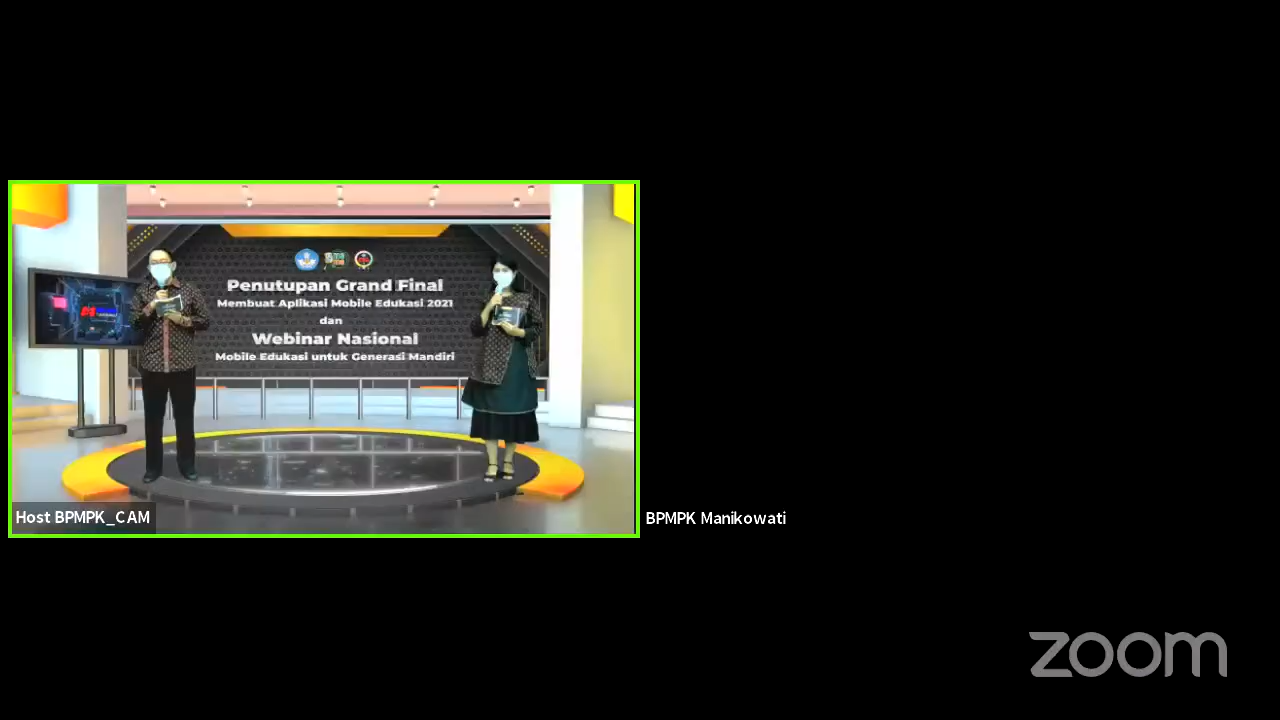 Penutupan Grand Final
Membuat Aplikasi Mobile Edukasi 2021
dan
Webinar Nasional
Mobile Edukasi untuk Generasi Mandiri
Host BPMPK_CAM
BPMPK Manikowati
zoom